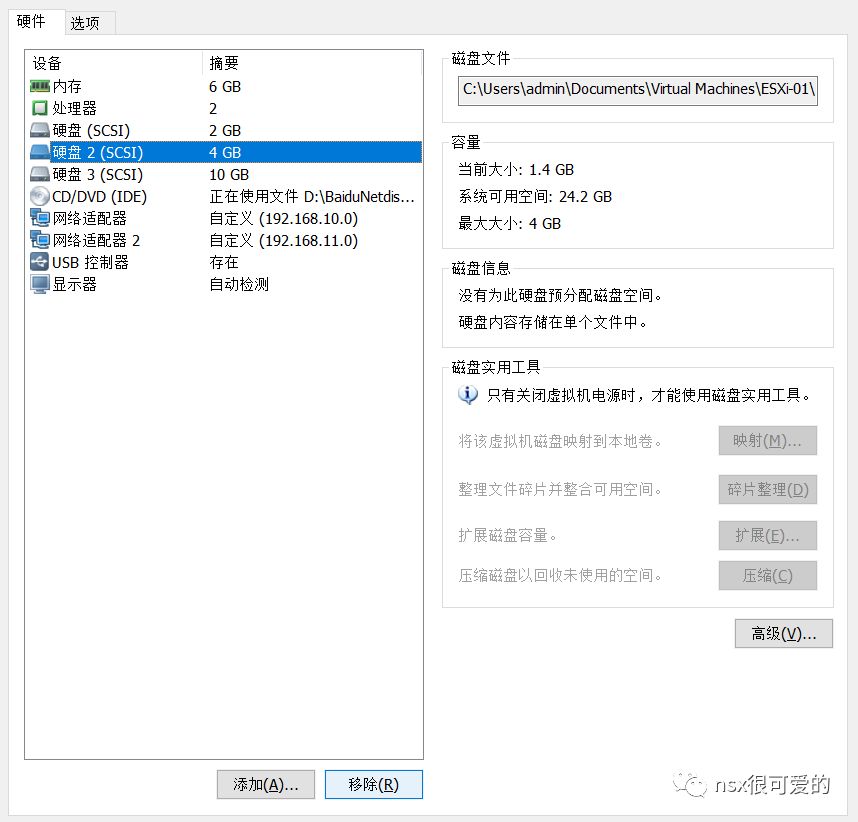 硬件 选项
设备 摘要
内存 6 GB
处理器 2
硬盘 (SCSI) 2 GB
硬盘 2 (SCSI) 4 GB
硬盘 3 (SCSI) 10 GB
CD/DVD (IDE) 正在使用文件 D:\BaiduNetdis...
网络适配器 自定义 (192.168.10.0)
网络适配器 2 自定义 (192.168.11.0)
USB 控制器 存在
显示器 自动检测
添加(A)... 移除(R)
磁盘文件
C:\Users\admin\Documents\Virtual Machines\ESXi-01\
容量
当前大小: 1.4 GB
系统可用空间: 24.2 GB
最大大小: 4 GB
磁盘信息
没有为此硬盘预分配磁盘空间。
硬盘内容存储在单个文件中。
磁盘实用工具
只有关闭虚拟机电源时，才能使用磁盘实用工具。
将该虚拟机磁盘映射到本地卷。 映射(M)...
整理文件碎片并整合可用空间。 碎片整理(D)
扩展磁盘容量。 扩展(E)...
压缩磁盘以回收未使用的空间。 压缩(C)
高级(V)...
nsx很可爱的